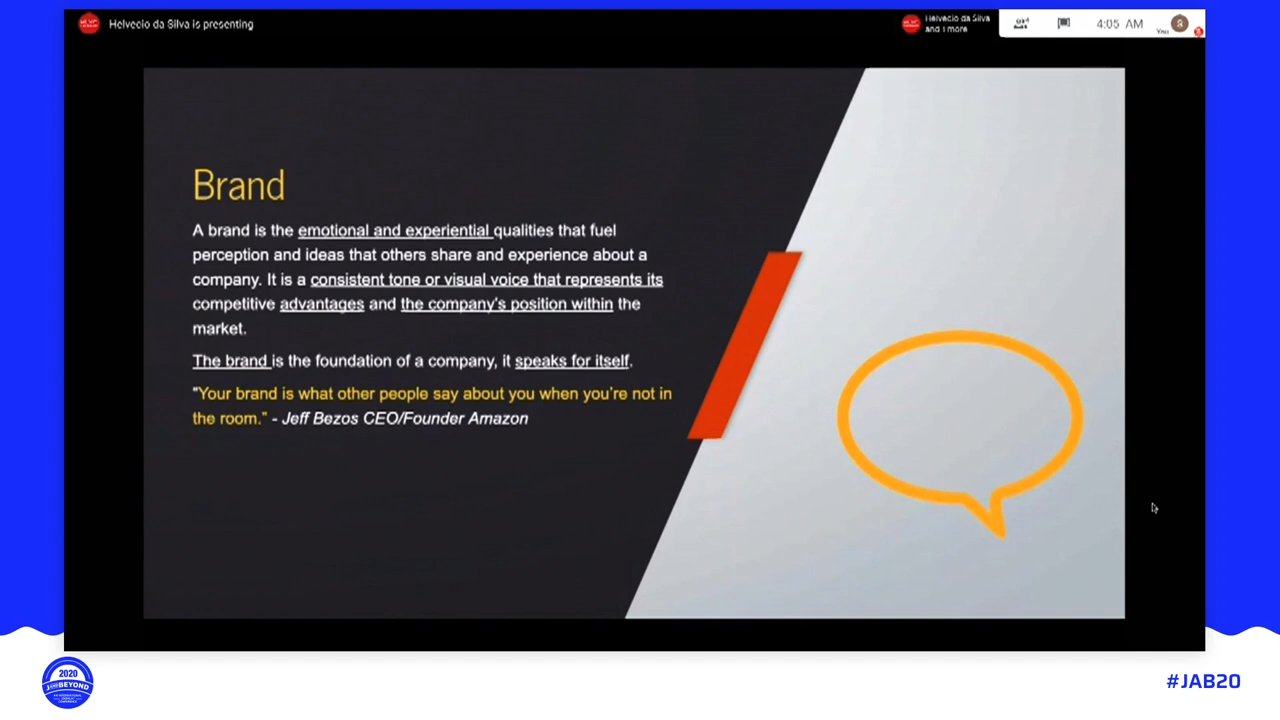 Helvecio da Silva is presenting
Helvecio da Silva
and 1 more
4:05 AM
You
S
Brand
A brand is the emotional and experiential qualities that fuel
perception and ideas that others share and experience about a
company. It is a consistent tone or visual voice that represents its
competitive advantages and the company's position within the
market.
The brand is the foundation of a company, it speaks for itself.
“Your brand is what other people say about you when you’re not in
the room.” - Jeff Bezos CEO/Founder Amazon
2020
BEYOND
#JAB20